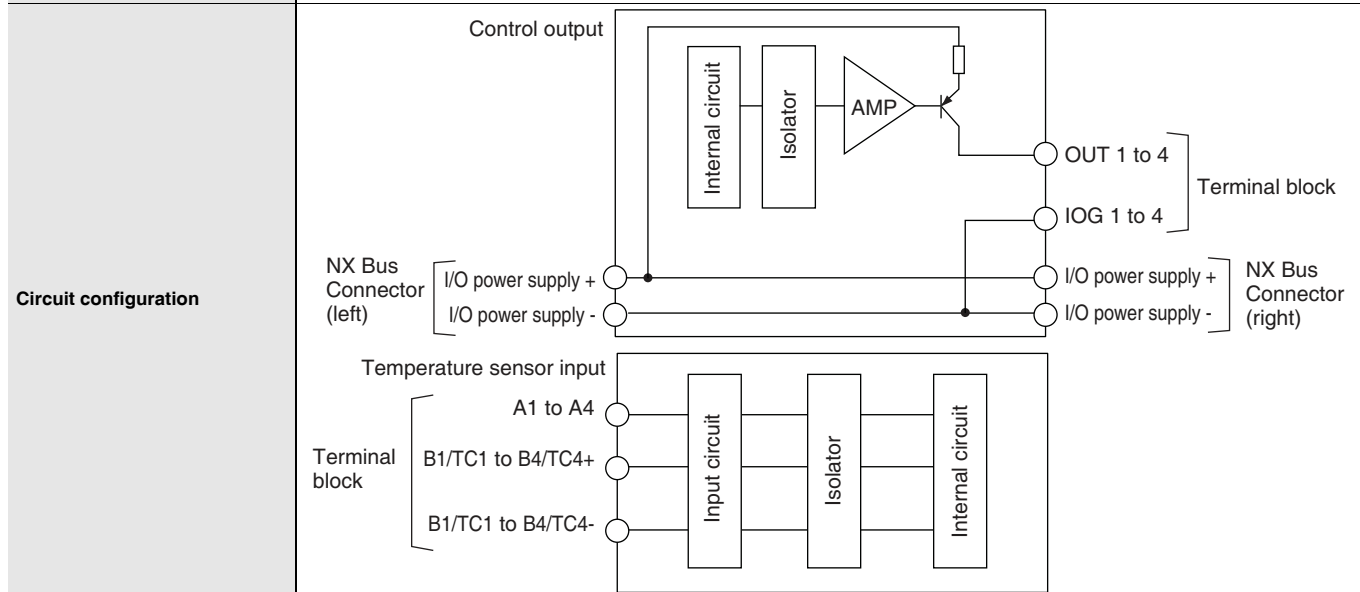 Circuit configuration
Control output
Internal circuit
Isolator
AMP
OUT 1 to 4
IOG 1 to 4
Terminal block
NX Bus
Connector
(left)
I/O power supply +
I/O power supply -
I/O power supply +
I/O power supply -
NX Bus
Connector
(right)
Temperature sensor input
Terminal
block
A1 to A4
B1/TC1 to B4/TC4+
B1/TC1 to B4/TC4-
Input circuit
Isolator
Internal circuit